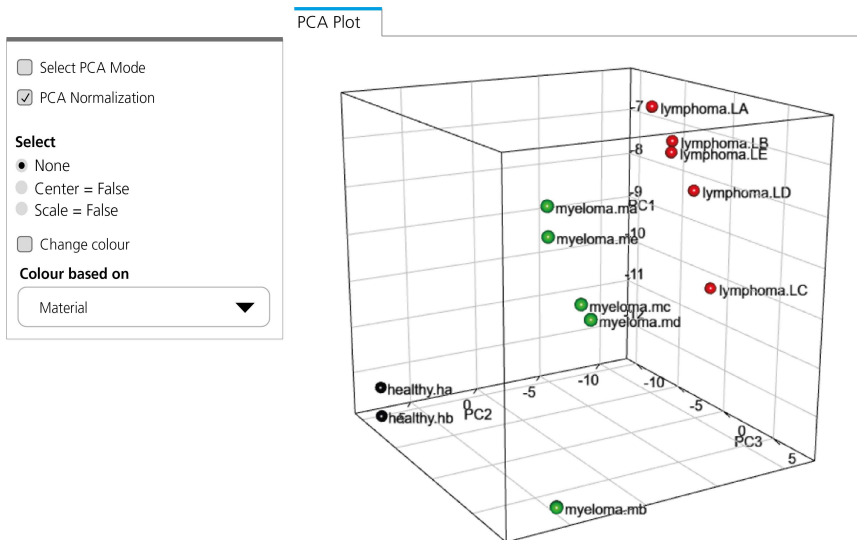 PCA Plot
Select PCA Mode
PCA Normalization
Select
None
Center = False
Scale = False
Change colour
Colour based on
Material
-7
lymphoma.LA
lymphoma.LB
-8
lymphoma.LE
-9
lymphoma.LD
myeloma.ma
PC1
-10
myeloma.me
-11
lymphoma.LC
myeloma.mc
-12
myeloma.md
healthy.ha
-5
-10
-10
0
-5
PC2
healthy.hb
0
PC3
5
myeloma.mb